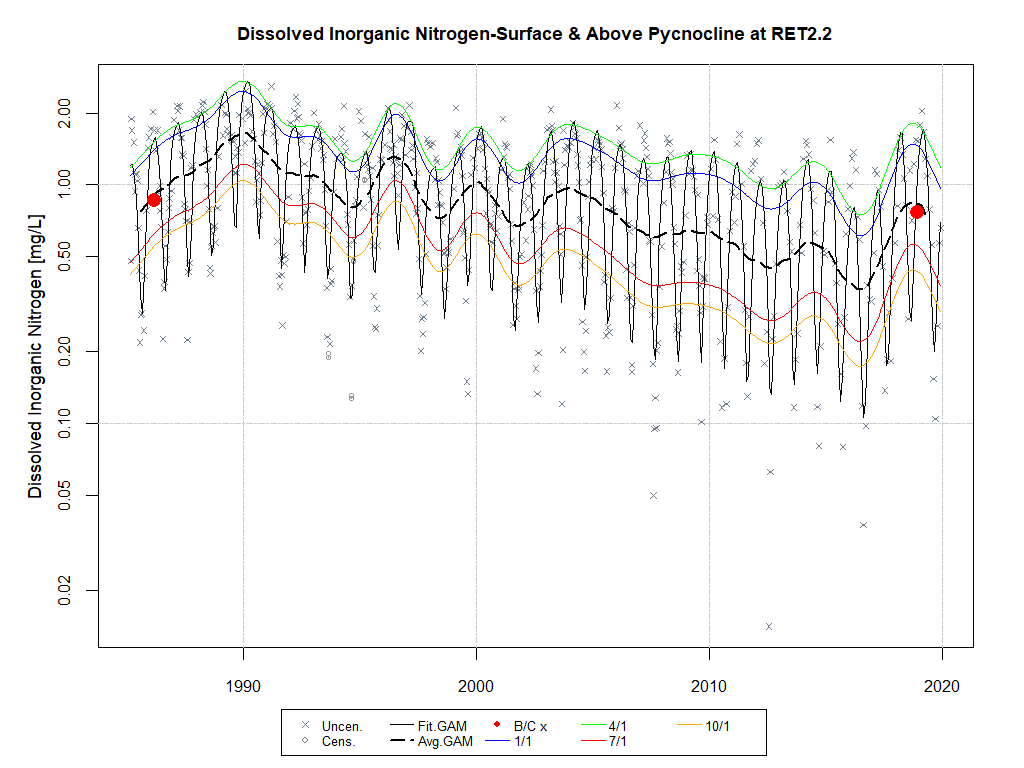 Dissolved Inorganic Nitrogen-Surface & Above Pycnocline at RET2.2
Dissolved Inorganic Nitrogen [mg/L]
2.00
1.00
0.50
0.20
0.10
0.05
0.02
1990 2000 2010 2020
Uncen. Fit.GAM B/C x 4/1 10/1
Cens. Avg.GAM 1/1 7/1